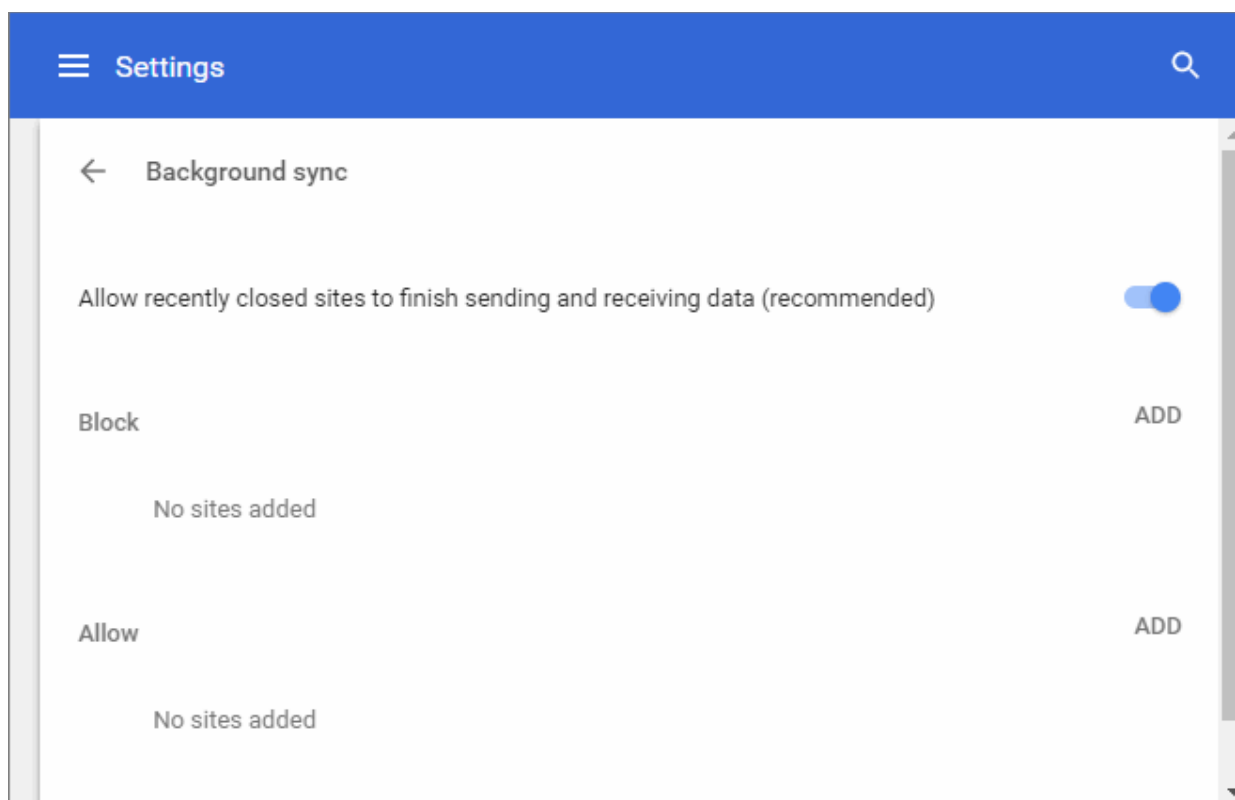 Settings
Background sync
Allow recently closed sites to finish sending and receiving data (recommended)
Block
ADD
No sites added
Allow
ADD
No sites added